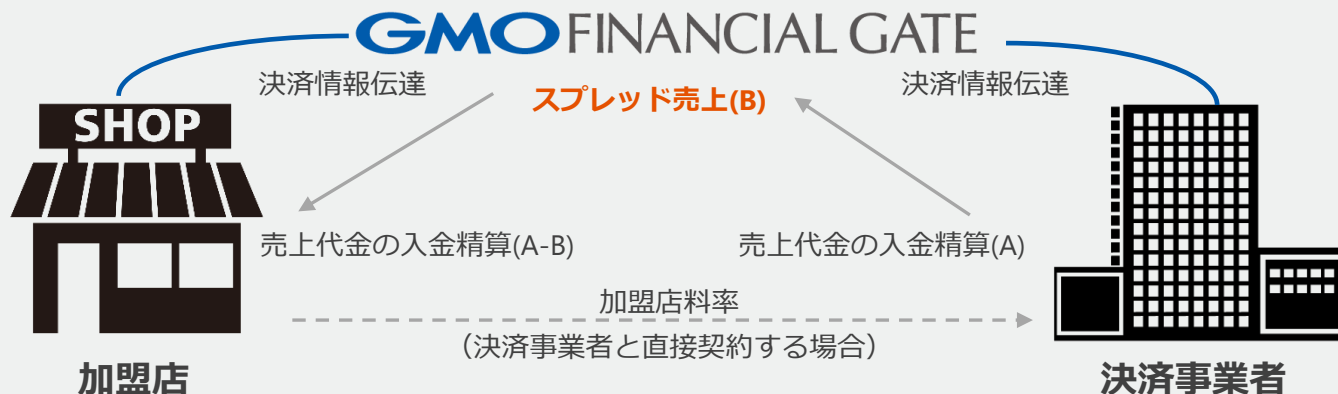 GMO FINANCIAL GATE
決済情報伝達
スプレッド売上(B)
決済情報伝達
SHOP
売上代金の入金精算(A-B)
売上代金の入金精算(A)
加盟店料率
（決済事業者と直接契約する場合）
加盟店
決済事業者